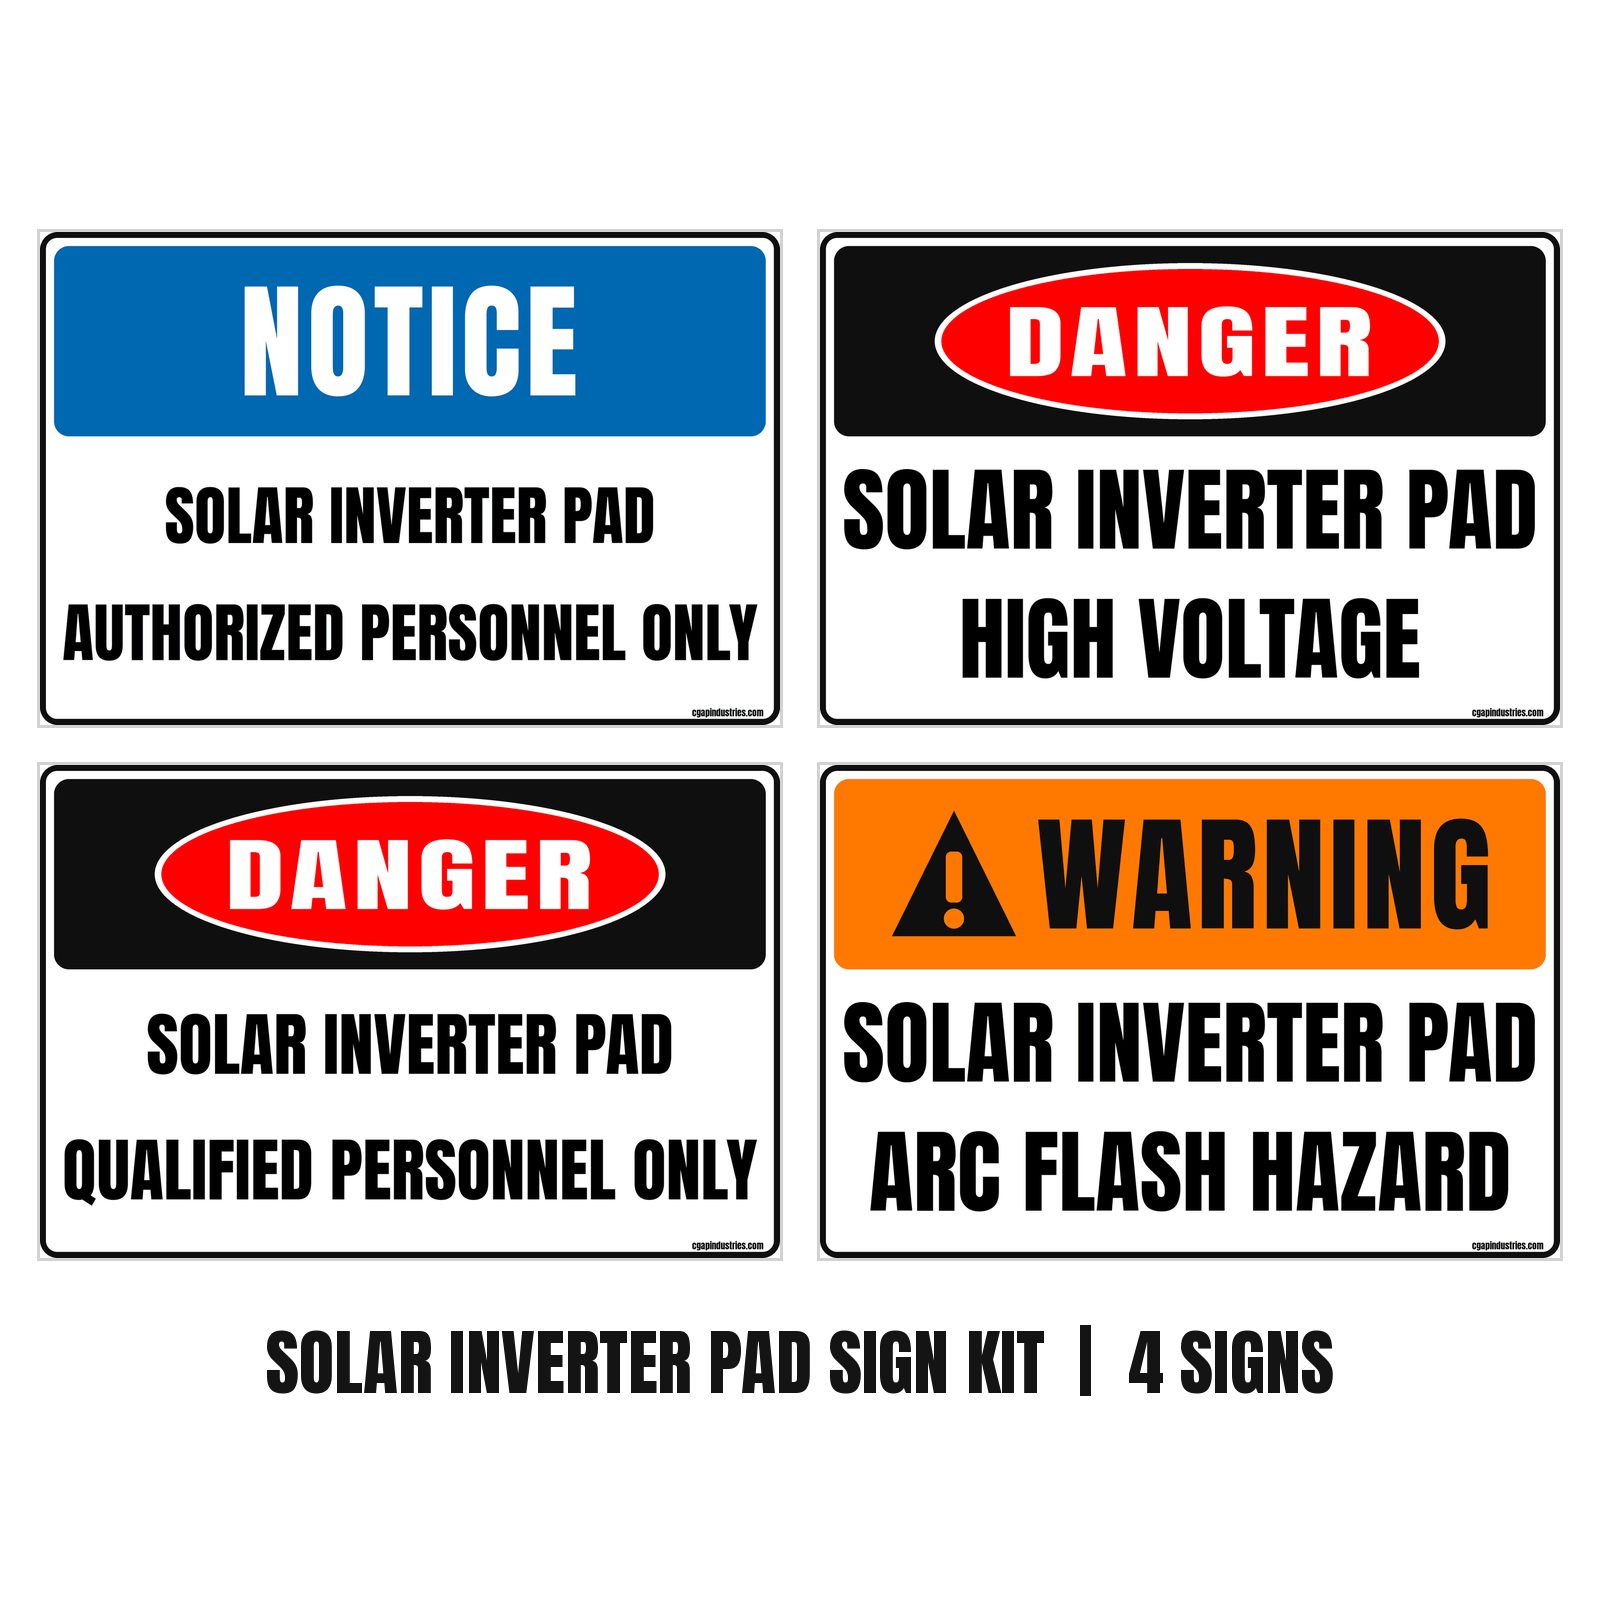 NOTICE
SOLAR INVERTER PAD
AUTHORIZED PERSONNEL ONLY
cgapindustries.com
DANGER
SOLAR INVERTER PAD
HIGH VOLTAGE
cgapindustries.com
DANGER
SOLAR INVERTER PAD
QUALIFIED PERSONNEL ONLY
cgapindustries.com
WARNING
SOLAR INVERTER PAD
ARC FLASH HAZARD
cgapindustries.com
SOLAR INVERTER PAD SIGN KIT | 4 SIGNS